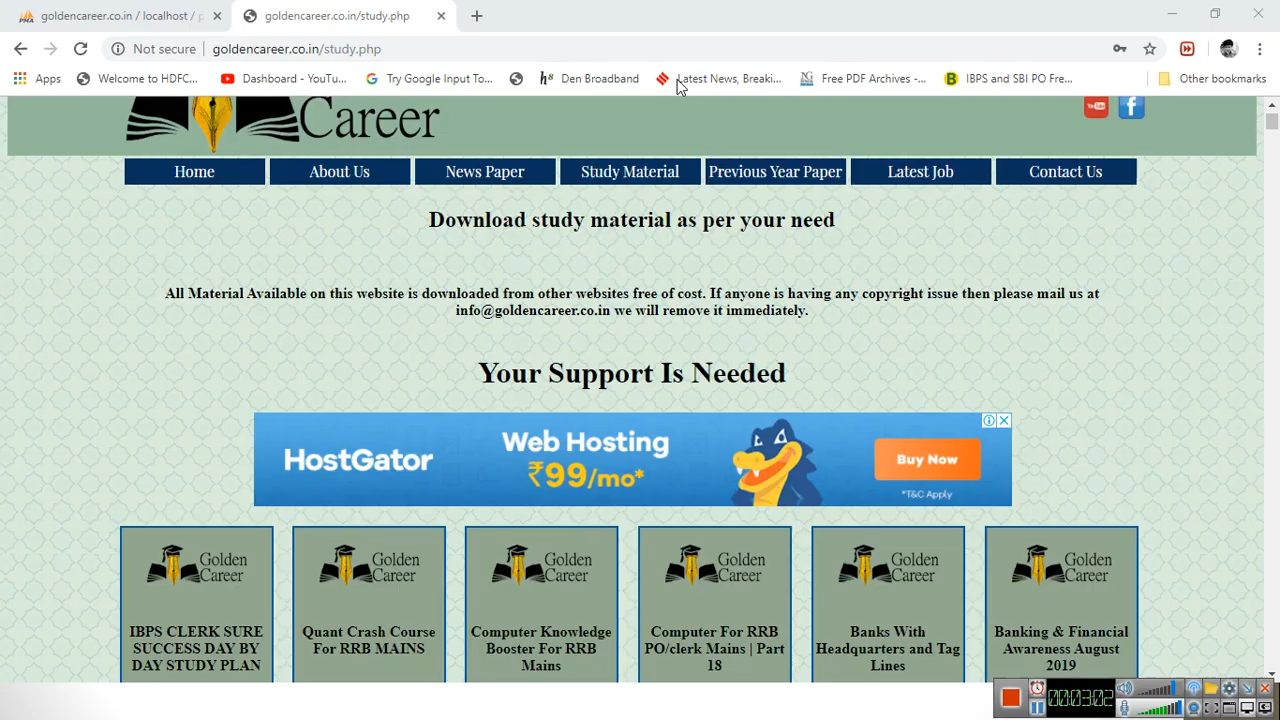 goldencareer.co.in / localhost / p
goldencareer.co.in/study.php
Not secure
goldencareer.co.in/study.php
Apps
Welcome to HDFC...
Dashboard - YouTu...
Try Google Input To...
Den Broadband
Latest News, Breaki...
Free PDF Archives -...
IBPS and SBI PO Fre...
Other bookmarks
Career
You Tube
Home
About Us
News Paper
Study Material
Previous Year Paper
Latest Job
Contact Us
Download study material as per your need
All Material Available on this website is downloaded from other websites free of cost. If anyone is having any copyright issue then please mail us at
info@goldencareer.co.in we will remove it immediately.
Your Support Is Needed
HostGator
Web Hosting
₹99/mo*
Buy Now
*T&C Apply
Golden
Career
IBPS CLERK SURE
SUCCESS DAY BY
DAY STUDY PLAN
Golden
Career
Quant Crash Course
For RRB MAINS
Golden
Career
Computer Knowledge
Booster For RRB
Mains
Golden
Career
Computer For RRB
PO/clerk Mains | Part
18
Golden
Career
Banks With
Headquarters and Tag
Lines
Golden
Career
Banking & Financial
Awareness August
2019
00:03:02